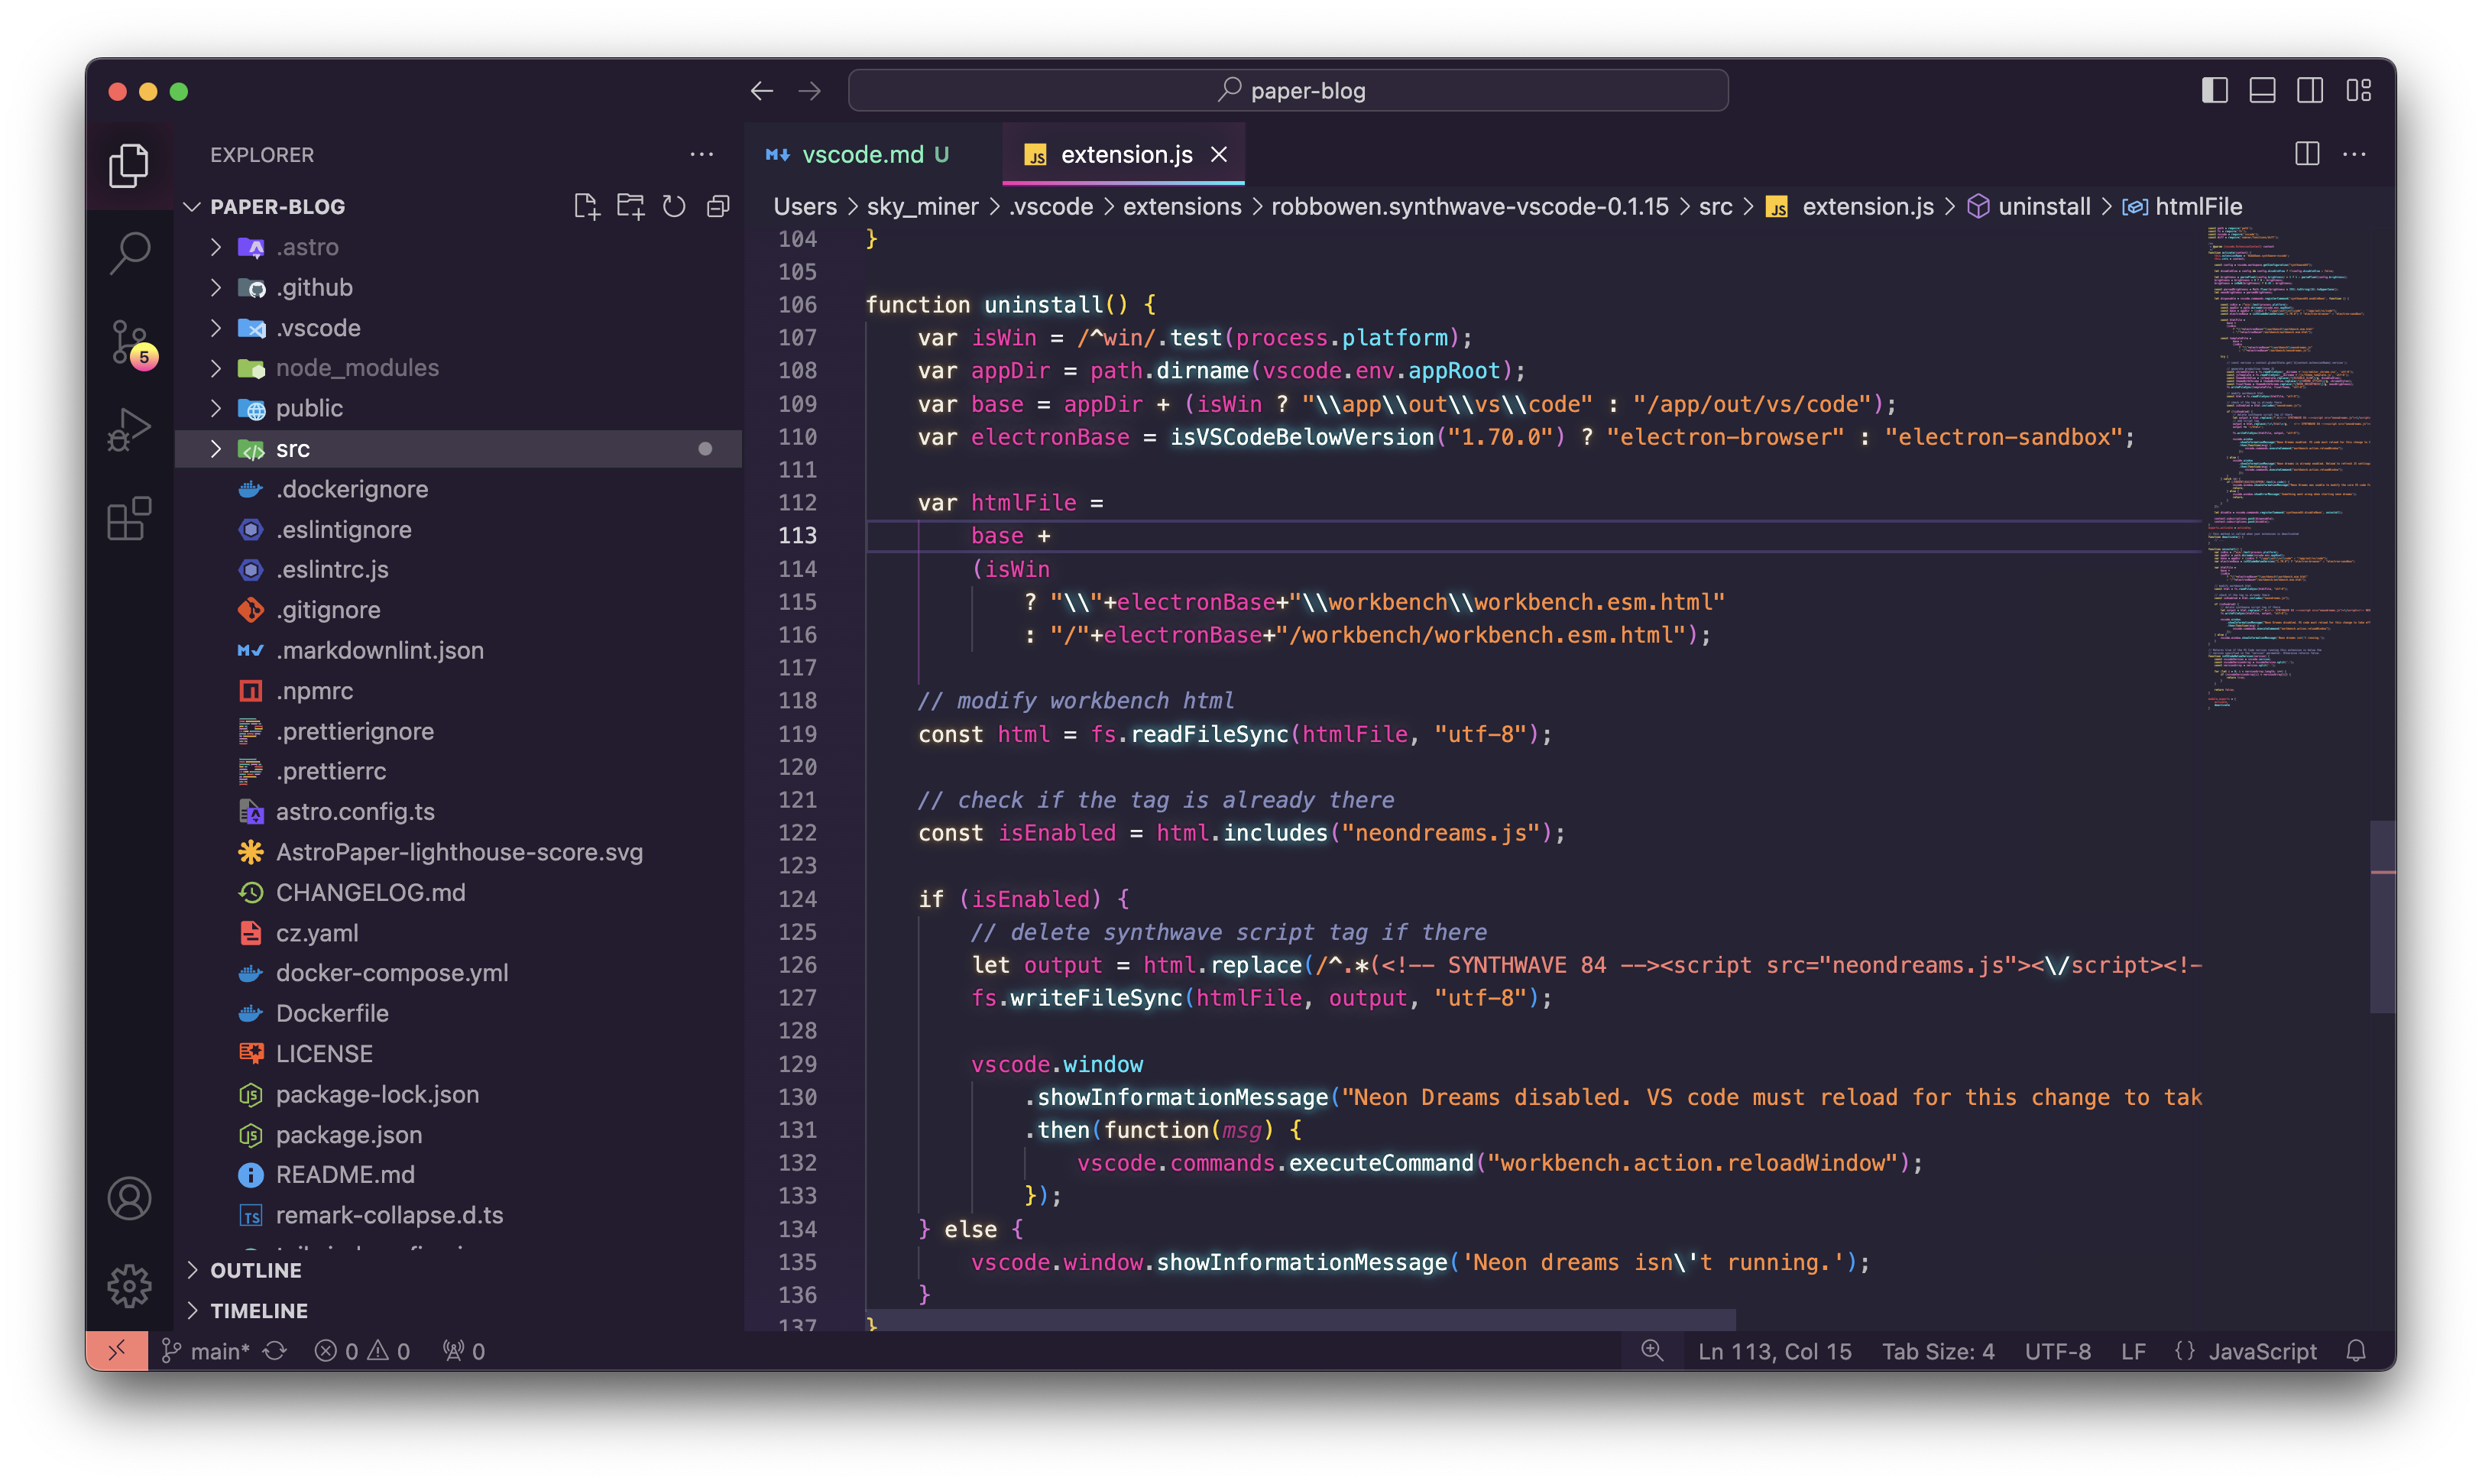 paper-blog
EXPLORER
PAPER-BLOG
.astro
.github
.vscode
node_modules
public
src
.dockerignore
.eslintignore
.eslintrc.js
.gitignore
.markdownlint.json
.npmrc
.prettierignore
.prettierrc
astro.config.ts
AstroPaper-lighthouse-score.svg
CHANGELOG.md
cz.yaml
docker-compose.yml
Dockerfile
LICENSE
package-lock.json
package.json
README.md
remark-collapse.d.ts
OUTLINE
TIMELINE
5
vscode.md U
JS extension.js
Users > sky_miner > .vscode > extensions > robbowen.synthwave-vscode-0.1.15 > src > JS extension.js > uninstall > htmlFile
104 }
105
106 function uninstall() {
107 var isWin = /^win/.test(process.platform);
108 var appDir = path.dirname(vscode.env.appRoot);
109 var base = appDir + (isWin ? "\\app\\out\\vs\\code" : "/app/out/vs/code");
110 var electronBase = isVSCodeBelowVersion("1.70.0") ? "electron-browser" : "electron-sandbox";
111
112 var htmlFile =
113 base +
114 (isWin
115 ? "\\"+electronBase+"\\workbench\\workbench.esm.html"
116 : "/"+electronBase+"/workbench/workbench.esm.html");
117
118 // modify workbench html
119 const html = fs.readFileSync(htmlFile, "utf-8");
120
121 // check if the tag is already there
122 const isEnabled = html.includes("neondreams.js");
123
124 if (isEnabled) {
125 // delete synthwave script tag if there
126 let output = html.replace(/^.*(<!-- SYNTHWAVE 84 --><script src="neondreams.js"><\/script><!-
127 fs.writeFileSync(htmlFile, output, "utf-8");
128
129 vscode.window
130 .showInformationMessage("Neon Dreams disabled. VS code must reload for this change to tak
131 .then(function(msg) {
132 vscode.commands.executeCommand("workbench.action.reloadWindow");
133 });
134 } else {
135 vscode.window.showInformationMessage('Neon dreams isn\'t running.');
136 }
137 }
main* 0 0 0 Ln 113, Col 15 Tab Size: 4 UTF-8 LF {} JavaScript